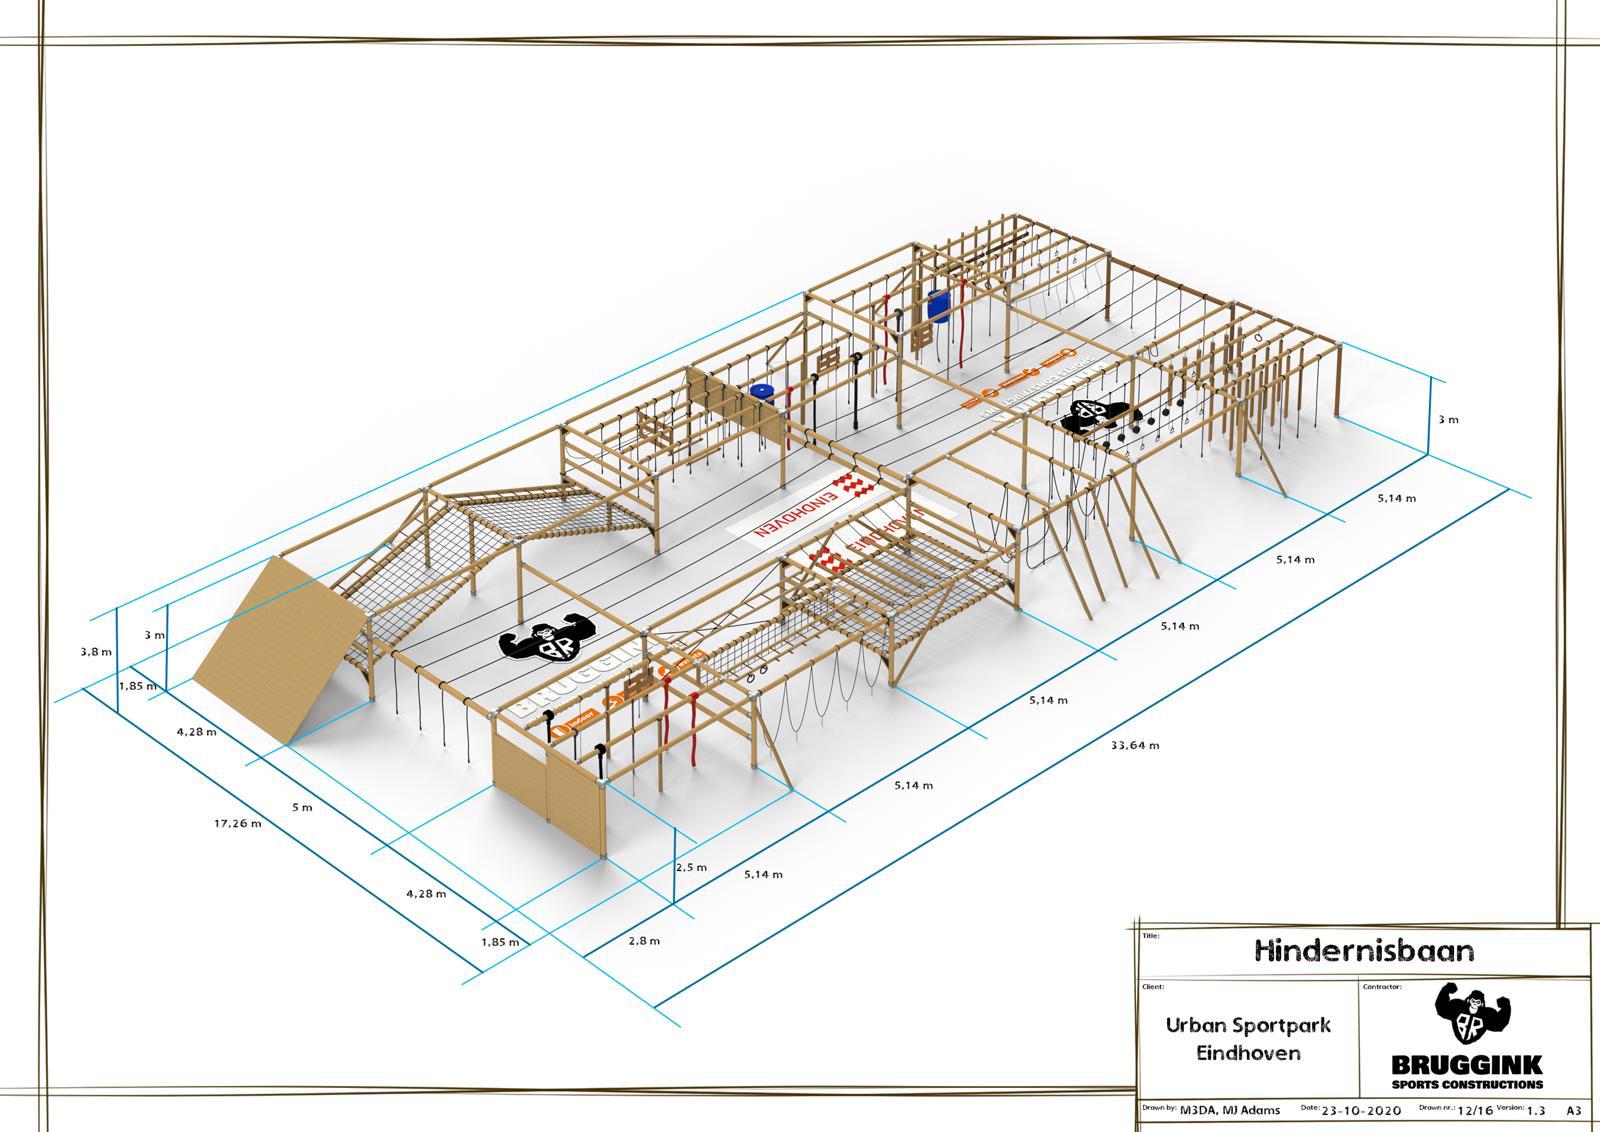 3 m
5,14 m
5,14 m
5,14 m
5,14 m
33,64 m
5,14 m
5,14 m
2,8 m
2,5 m
3,8 m
3 m
1,85 m
4,28 m
17,26 m
5 m
4,28 m
1,85 m
EINDHOVEN
BRUGGINK
indoor
BR
Title:
Hindernisbaan
Client:
Urban Sportpark
Eindhoven
Contractor:
BR
BRUGGINK
SPORTS CONSTRUCTIONS
Drawn by: M3DA, MJ Adams Date: 23-10-2020 Drawn nr.: 12/16 Version: 1.3 A3